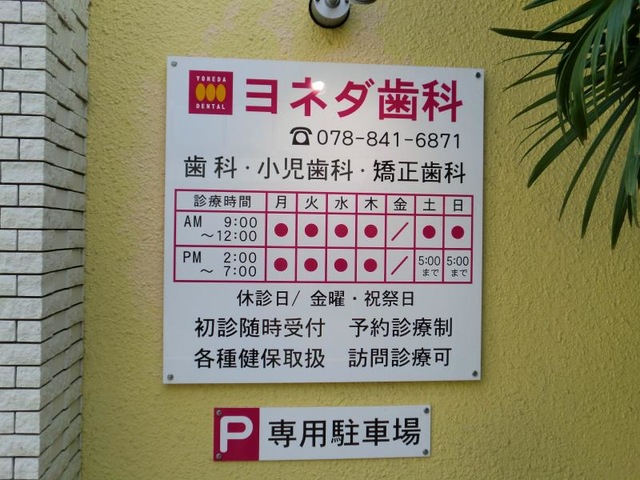 YONEDA
DENTAL
ヨネダ歯科
☎078-841-6871
歯科・小児歯科・矯正歯科
診療時間 月 火 水 木 金 土 日
AM 9:00～12:00 ● ● ● ● ／ ● ●
PM 2:00～7:00 ● ● ● ● ／ 5:00まで 5:00まで
休診日/ 金曜・祝祭日
初診随時受付 予約診療制
各種健保取扱 訪問診療可
P 専用駐車場